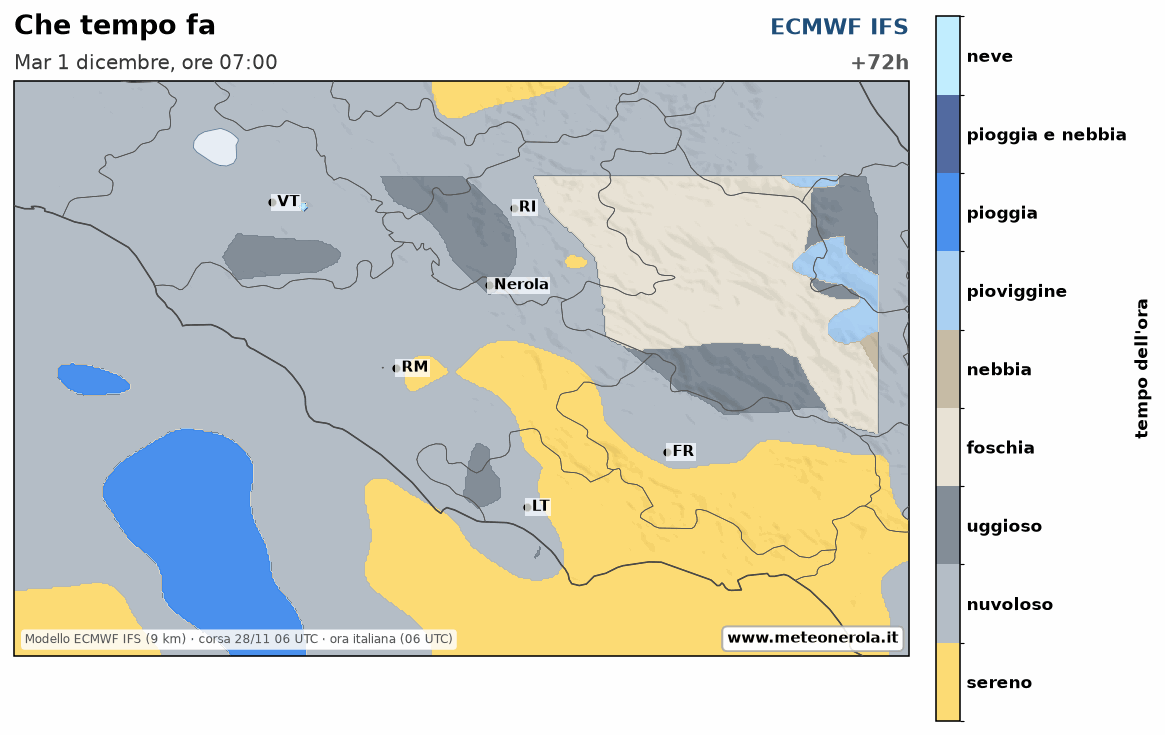 Che tempo fa
ECMWF IFS
Mar 1 dicembre, ore 07:00
+72h
VT
RI
Nerola
RM
FR
LT
Modello ECMWF IFS (9 km) · corsa 28/11 06 UTC · ora italiana (06 UTC)
www.meteonerola.it
neve
pioggia e nebbia
pioggia
pioviggine
nebbia
foschia
uggioso
nuvoloso
sereno
tempo dell'ora